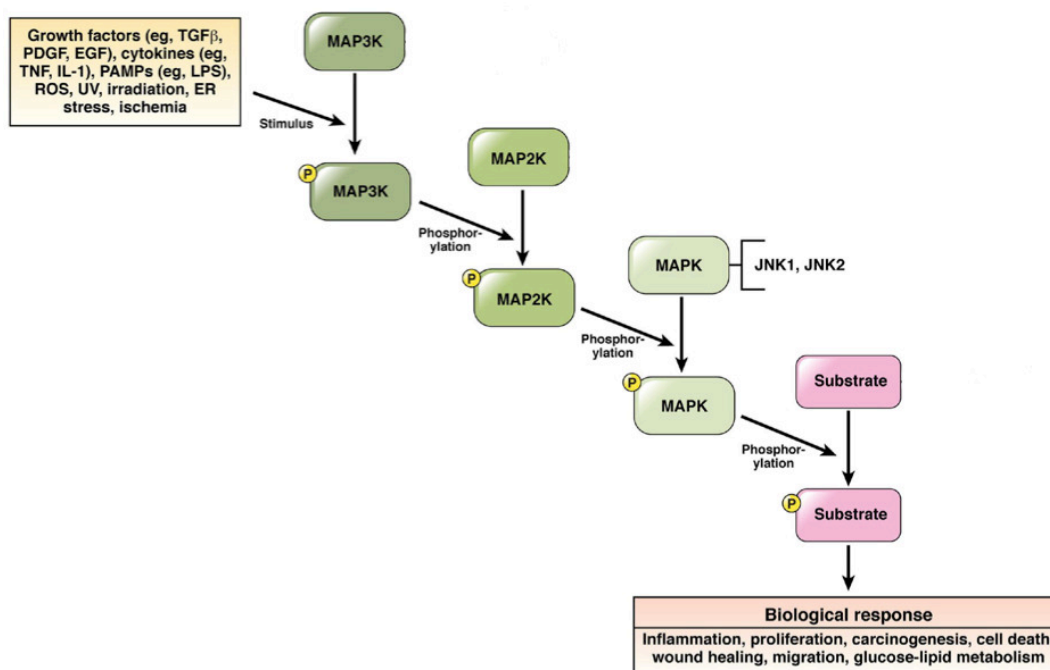 Growth factors (eg, TGFβ,
PDGF, EGF), cytokines (eg,
TNF, IL-1), PAMPs (eg, LPS),
ROS, UV, irradiation, ER
stress, ischemia
MAP3K
Stimulus
P
MAP3K
MAP2K
Phosphor-
ylation
P
MAP2K
MAPK
JNK1, JNK2
Phosphor-
ylation
P
MAPK
Substrate
Phosphor-
ylation
P
Substrate
Biological response
Inflammation, proliferation, carcinogenesis, cell death
wound healing, migration, glucose-lipid metabolism